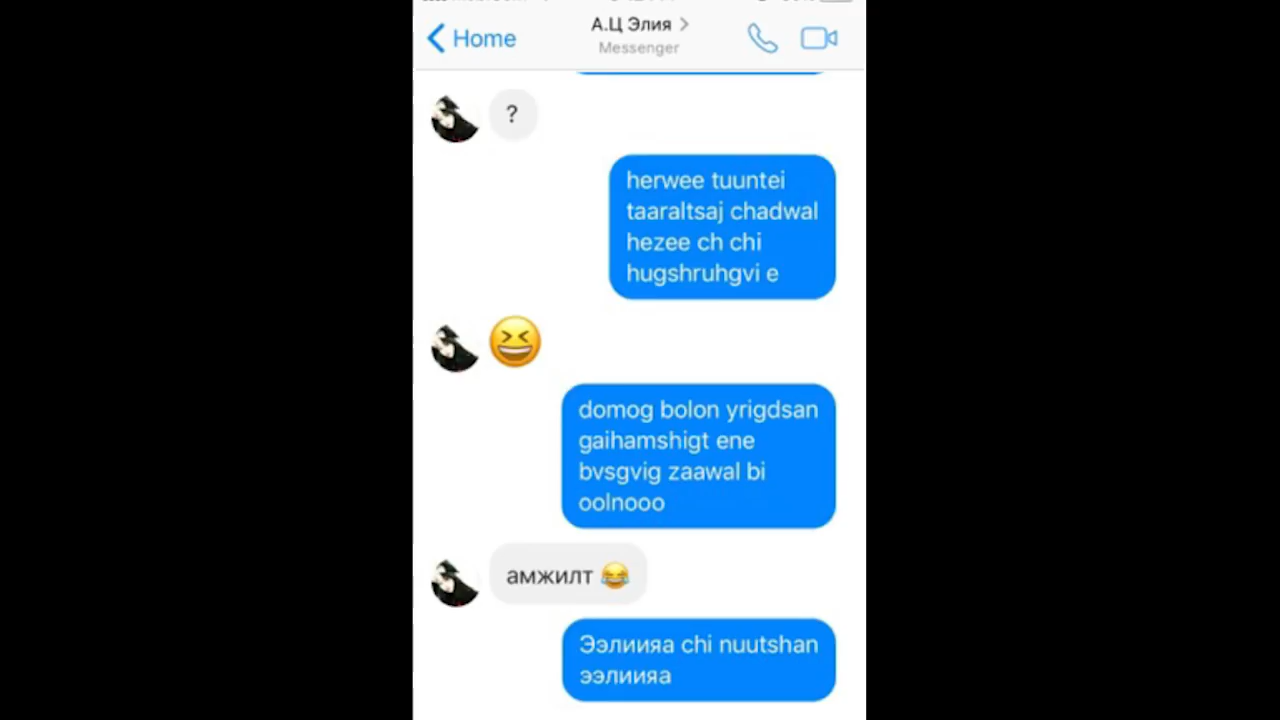 А.Ц Элия
Home
Messenger
?
herwee tuuntei
taaraltsaj chadwal
hezee ch chi
hugshruhgvi e
domog bolon yrigdsan
gaihamshigt ene
bvsgvig zaawal bi
oolnooo
амжилт
Ээлиияа chi nuutshan
ээлиияа